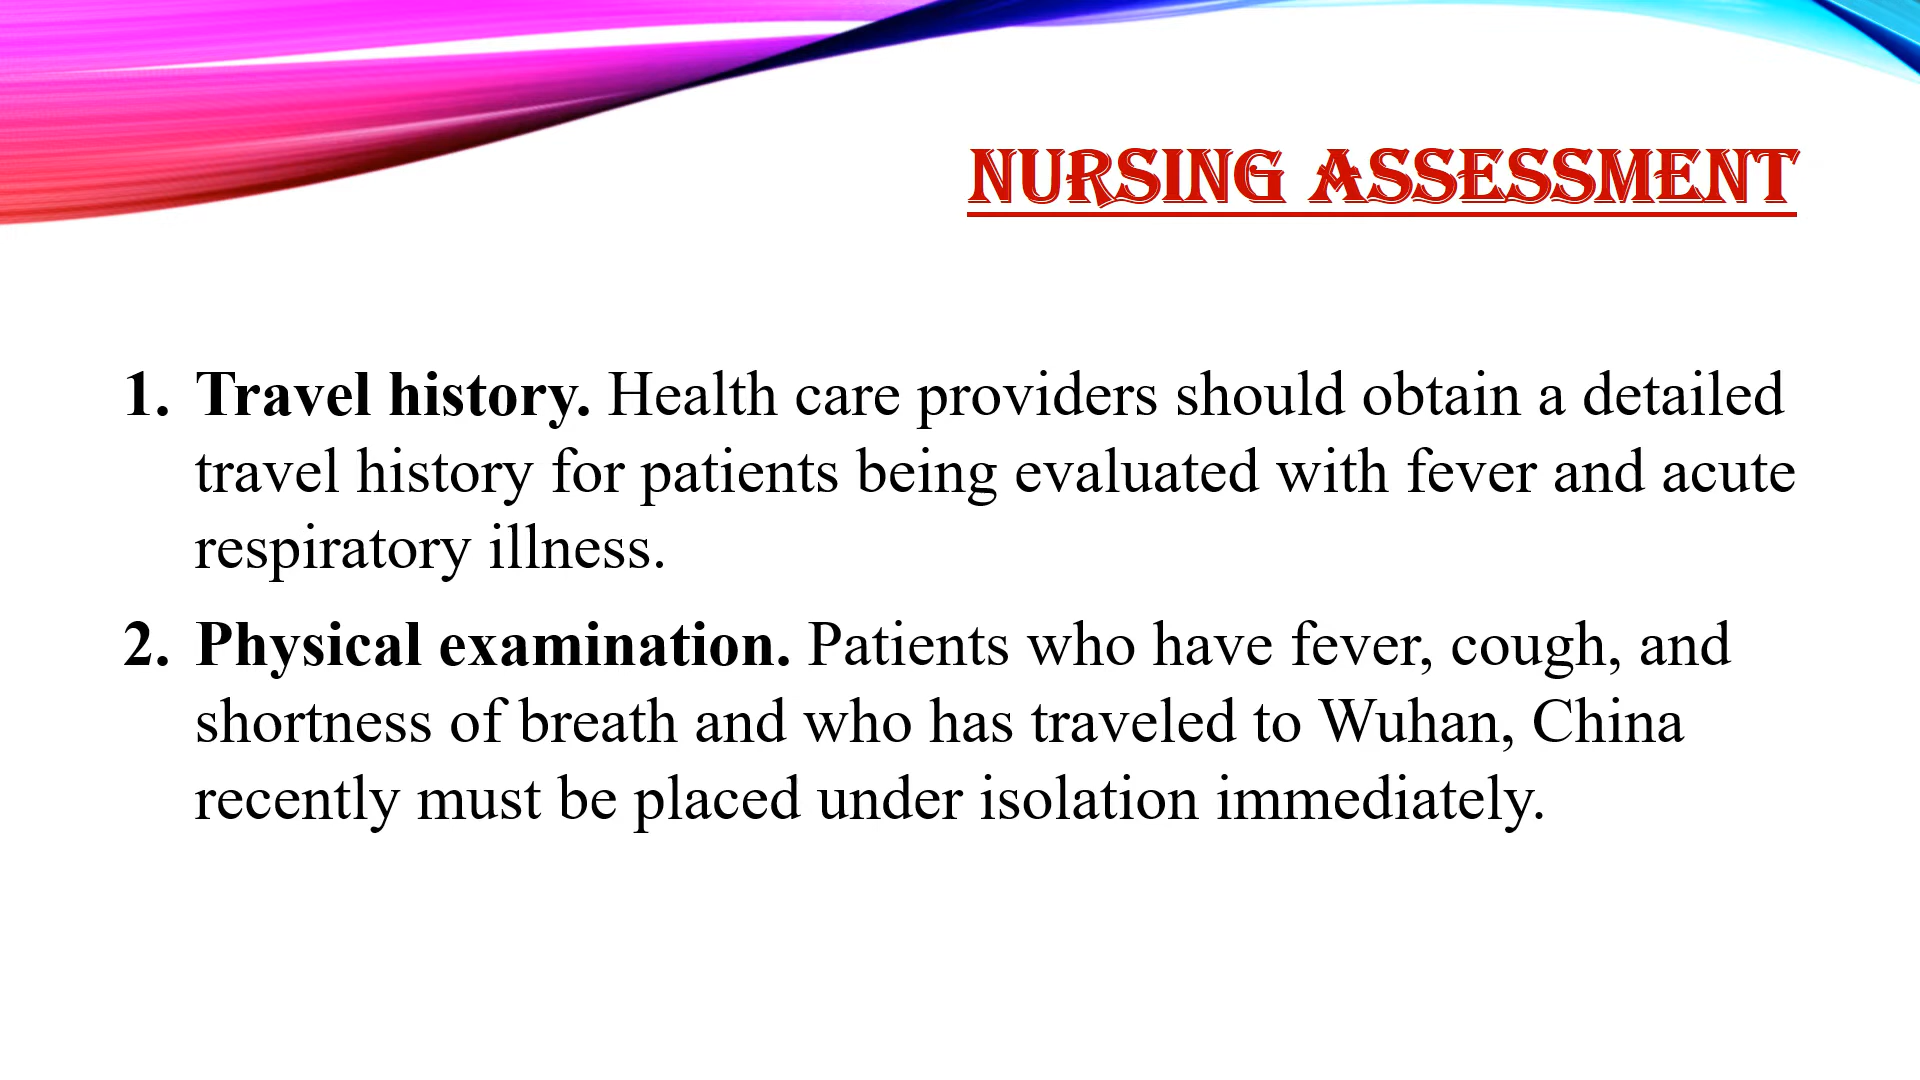 NURSING ASSESSMENT
1. Travel history. Health care providers should obtain a detailed
travel history for patients being evaluated with fever and acute
respiratory illness.
2. Physical examination. Patients who have fever, cough, and
shortness of breath and who has traveled to Wuhan, China
recently must be placed under isolation immediately.